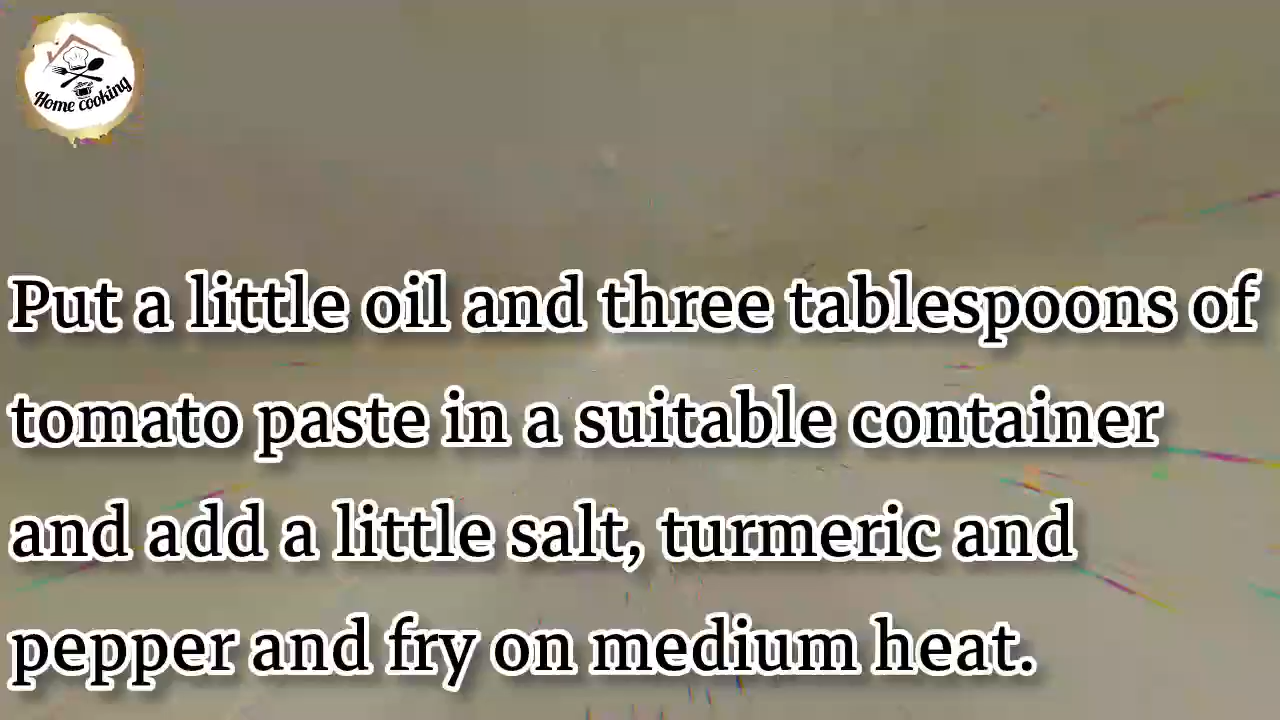 Home cooking
Put a little oil and three tablespoons of
tomato paste in a suitable container
and add a little salt, turmeric and
pepper and fry on medium heat.